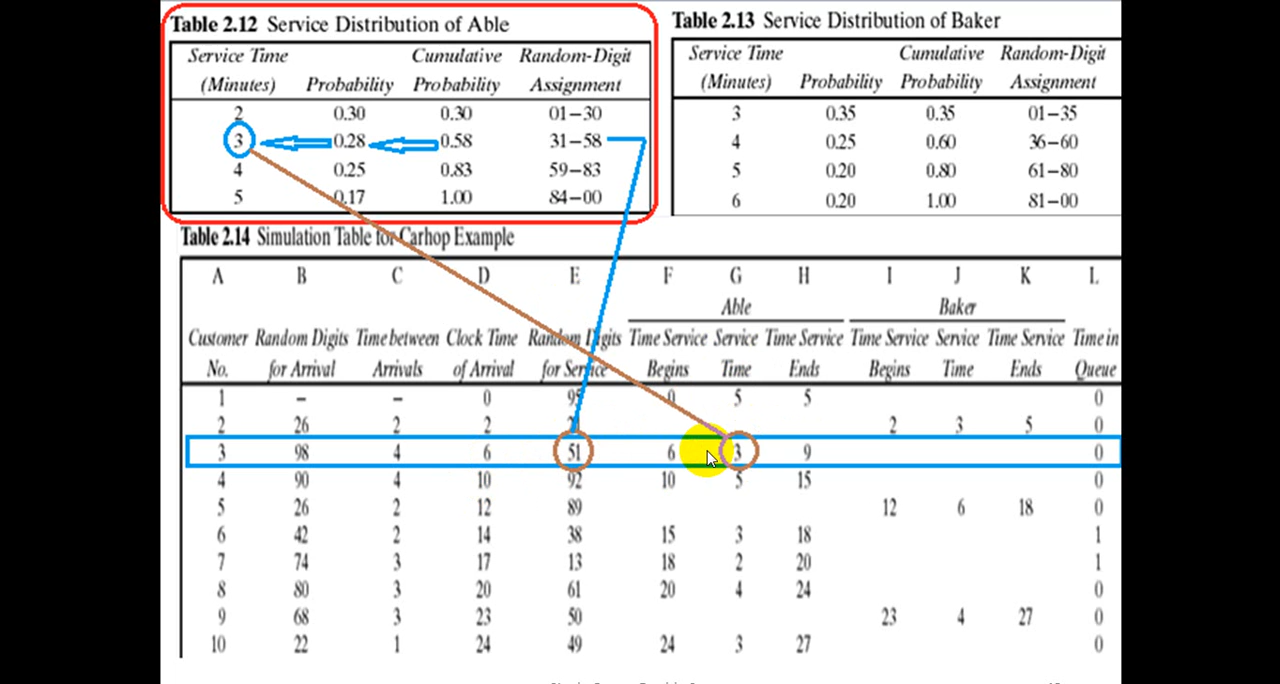 Table 2.12 Service Distribution of Able
Service Time Cumulative Random-Digit
(Minutes) Probability Probability Assignment
2 0.30 0.30 01–30
3 0.28 0.58 31–58
4 0.25 0.83 59–83
5 0.17 1.00 84–00
Table 2.13 Service Distribution of Baker
Service Time Cumulative Random-Digit
(Minutes) Probability Probability Assignment
3 0.35 0.35 01–35
4 0.25 0.60 36–60
5 0.20 0.80 61–80
6 0.20 1.00 81–00
Table 2.14 Simulation Table for Carhop Example
A B C D E F G H I J K L
Able Baker
Customer Random Digits Time between Clock Time Random Digits Time Service Service Time Service Time Service Service Time Service Time in
No. for Arrival Arrivals of Arrival for Service Begins Time Ends Begins Time Ends Queue
1 – – 0 95 0 5 5 0
2 26 2 2 2 3 5 0
3 98 4 6 51 6 3 9 0
4 90 4 10 92 10 5 15 0
5 26 2 12 89 12 6 18 0
6 42 2 14 38 15 3 18 1
7 74 3 17 13 18 2 20 1
8 80 3 20 61 20 4 24 0
9 68 3 23 50 23 4 27 0
10 22 1 24 49 24 3 27 0